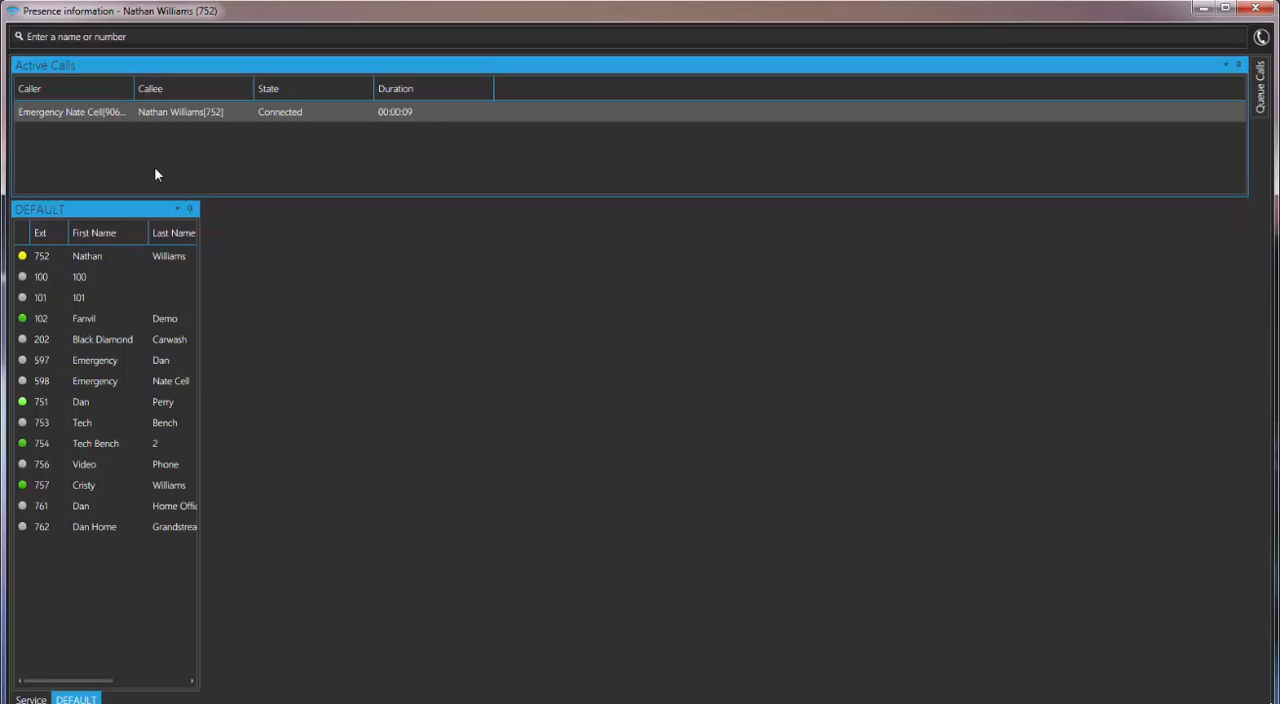 Presence information - Nathan Williams (752)
Enter a name or number
Active Calls
Queue Calls
Caller Callee State Duration
Emergency Nate Cell[906... Nathan Williams[752] Connected 00:00:09
DEFAULT
Ext First Name Last Name
752 Nathan Williams
100 100
101 101
102 Fanvil Demo
202 Black Diamond Carwash
597 Emergency Dan
598 Emergency Nate Cell
751 Dan Perry
753 Tech Bench
754 Tech Bench 2
756 Video Phone
757 Cristy Williams
761 Dan Home Offic
762 Dan Home Grandstrea
Service DEFAULT